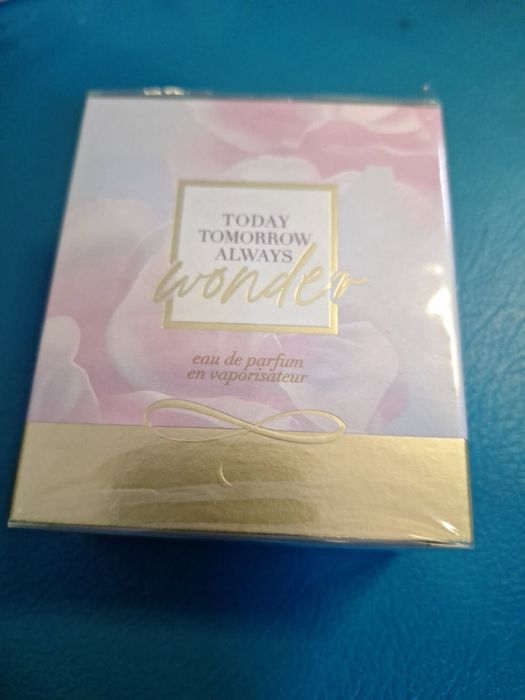 TODAY
TOMORROW
ALWAYS
wonder
eau de parfum
en vaporisateur